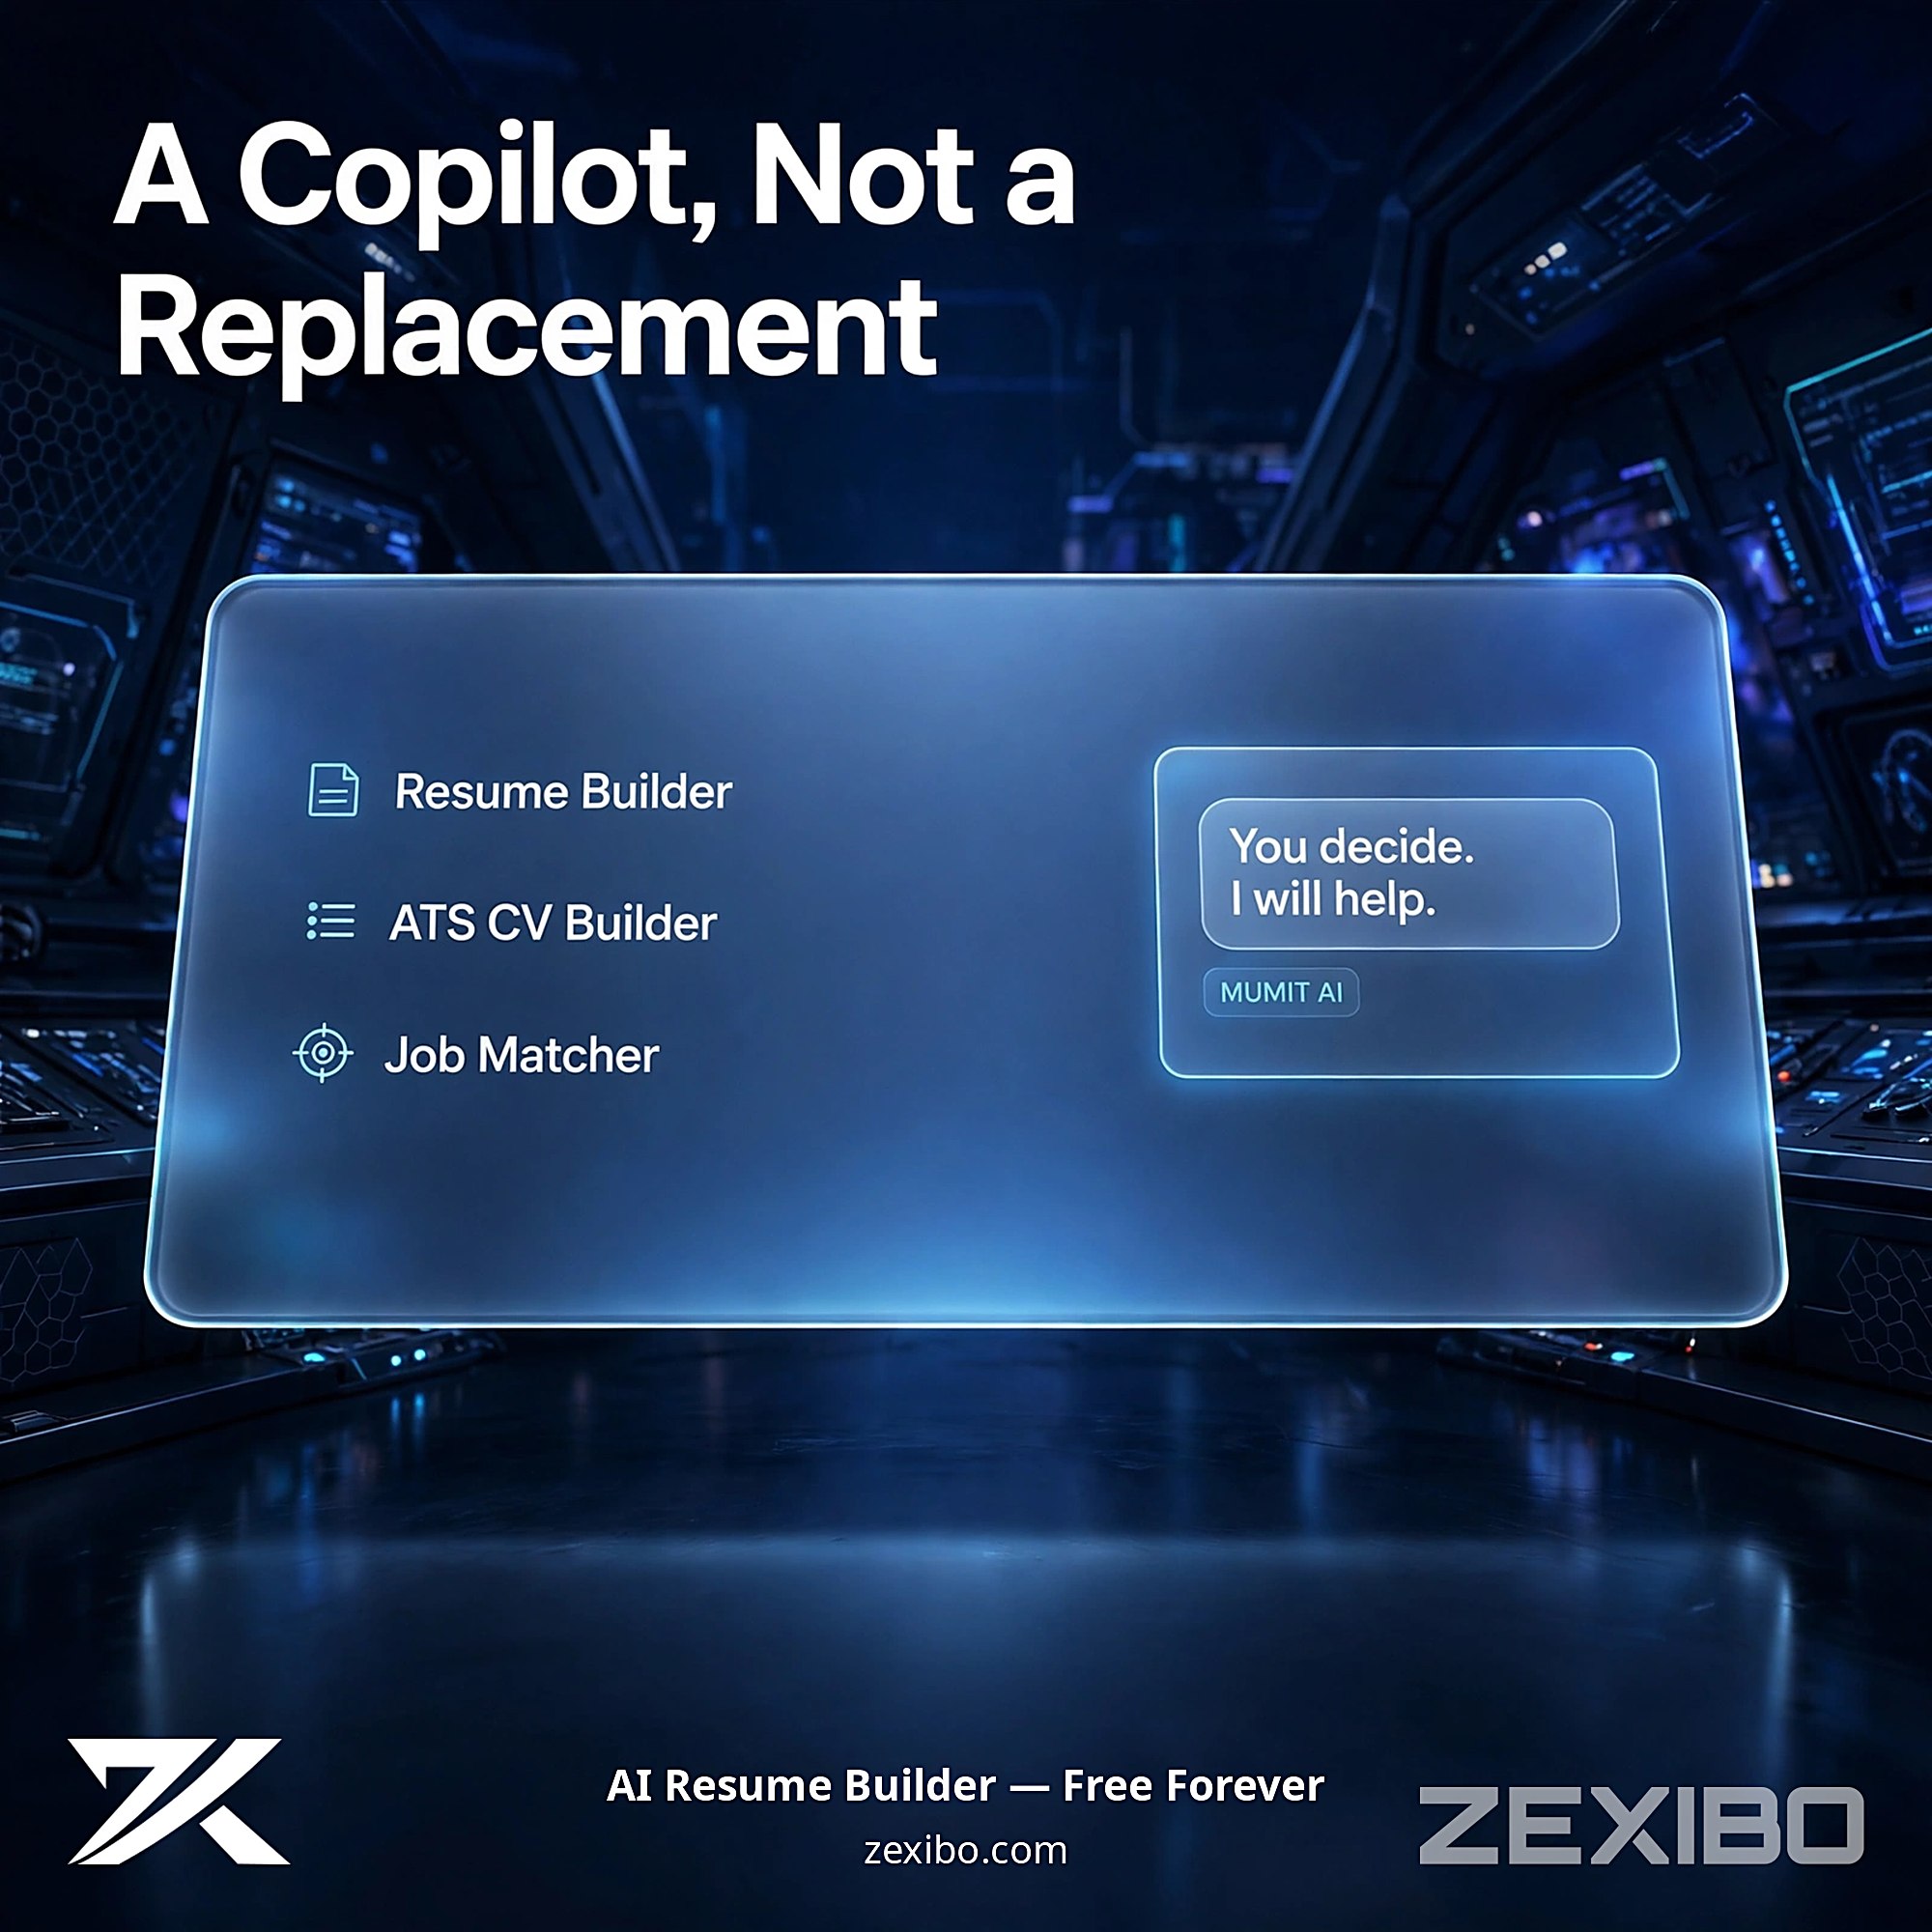 A Copilot, Not a
Replacement
Resume Builder
ATS CV Builder
Job Matcher
You decide.
I will help.
MUMIT AI
AI Resume Builder — Free Forever
zexibo.com
ZEXIBO